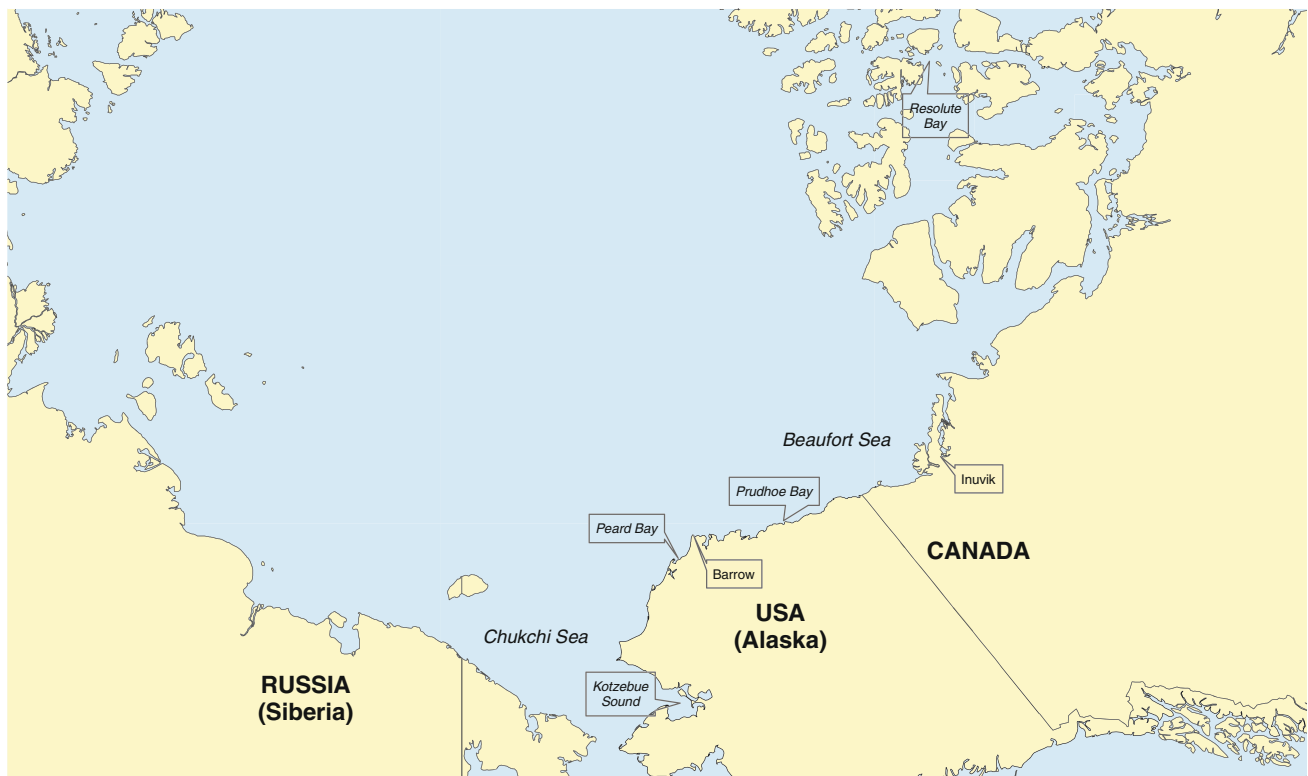 Resolute
Bay
Beaufort Sea
Inuvik
Prudhoe Bay
Peard Bay
CANADA
Barrow
USA
(Alaska)
Chukchi Sea
RUSSIA
(Siberia)
Kotzebue
Sound